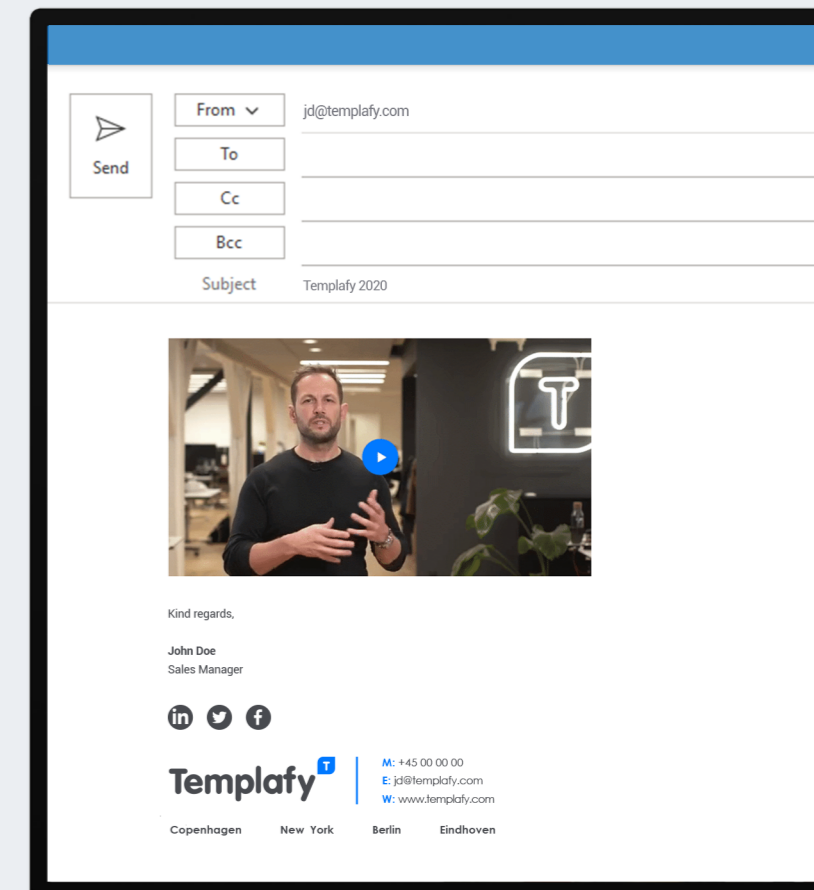 From
jd@templafy.com
Send
To
Cc
Bcc
Subject
Templafy 2020
T
Kind regards,
John Doe
Sales Manager
in f
Templafy T
M: +45 00 00 00
E: jd@templafy.com
W: www.templafy.com
Copenhagen New York Berlin Eindhoven